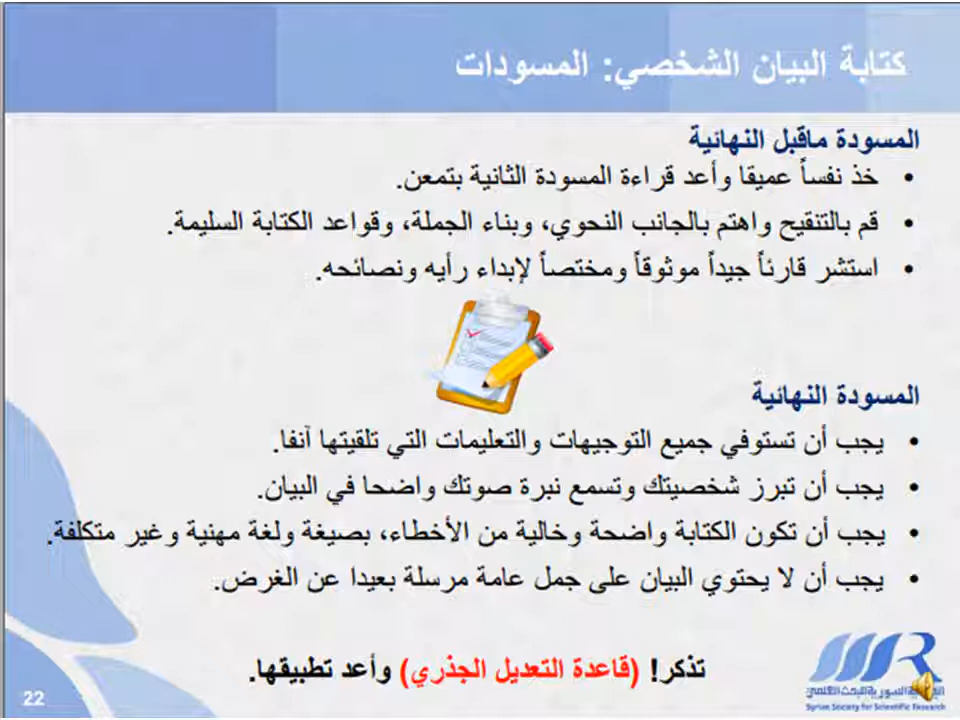 كتابة البيان الشخصي: المسودات
المسودة ماقبل النهائية
• خذ نفساً عميقا وأعد قراءة المسودة الثانية بتمعن.
• قم بالتنقيح واهتم بالجانب النحوي، وبناء الجملة، وقواعد الكتابة السليمة.
• استشر قارئاً جيداً موثوقاً ومختصاً لإبداء رأيه ونصائحه.
المسودة النهائية
• يجب أن تستوفي جميع التوجيهات والتعليمات التي تلقيتها آنفا.
• يجب أن تبرز شخصيتك وتسمع نبرة صوتك واضحا في البيان.
• يجب أن تكون الكتابة واضحة وخالية من الأخطاء، بصيغة ولغة مهنية وغير متكلفة.
• يجب أن لا يحتوي البيان على جمل عامة مرسلة بعيدا عن الغرض.
تذكر! (قاعدة التعديل الجذري) وأعد تطبيقها.
السورية للبحث العلمي
Syrian Society for Scientific Research
22